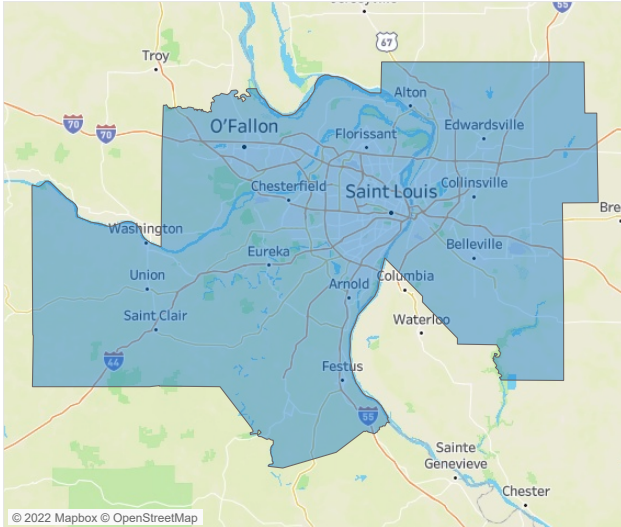 55
67
Troy
Alton
70
70
O'Fallon
Florissant
Edwardsville
Chesterfield
Saint Louis
Collinsville
Washington
Belleville
Eureka
Union
Arnold
Columbia
Saint Clair
Waterloo
44
Festus
55
Sainte
Genevieve
Chester
© 2022 Mapbox © OpenStreetMap